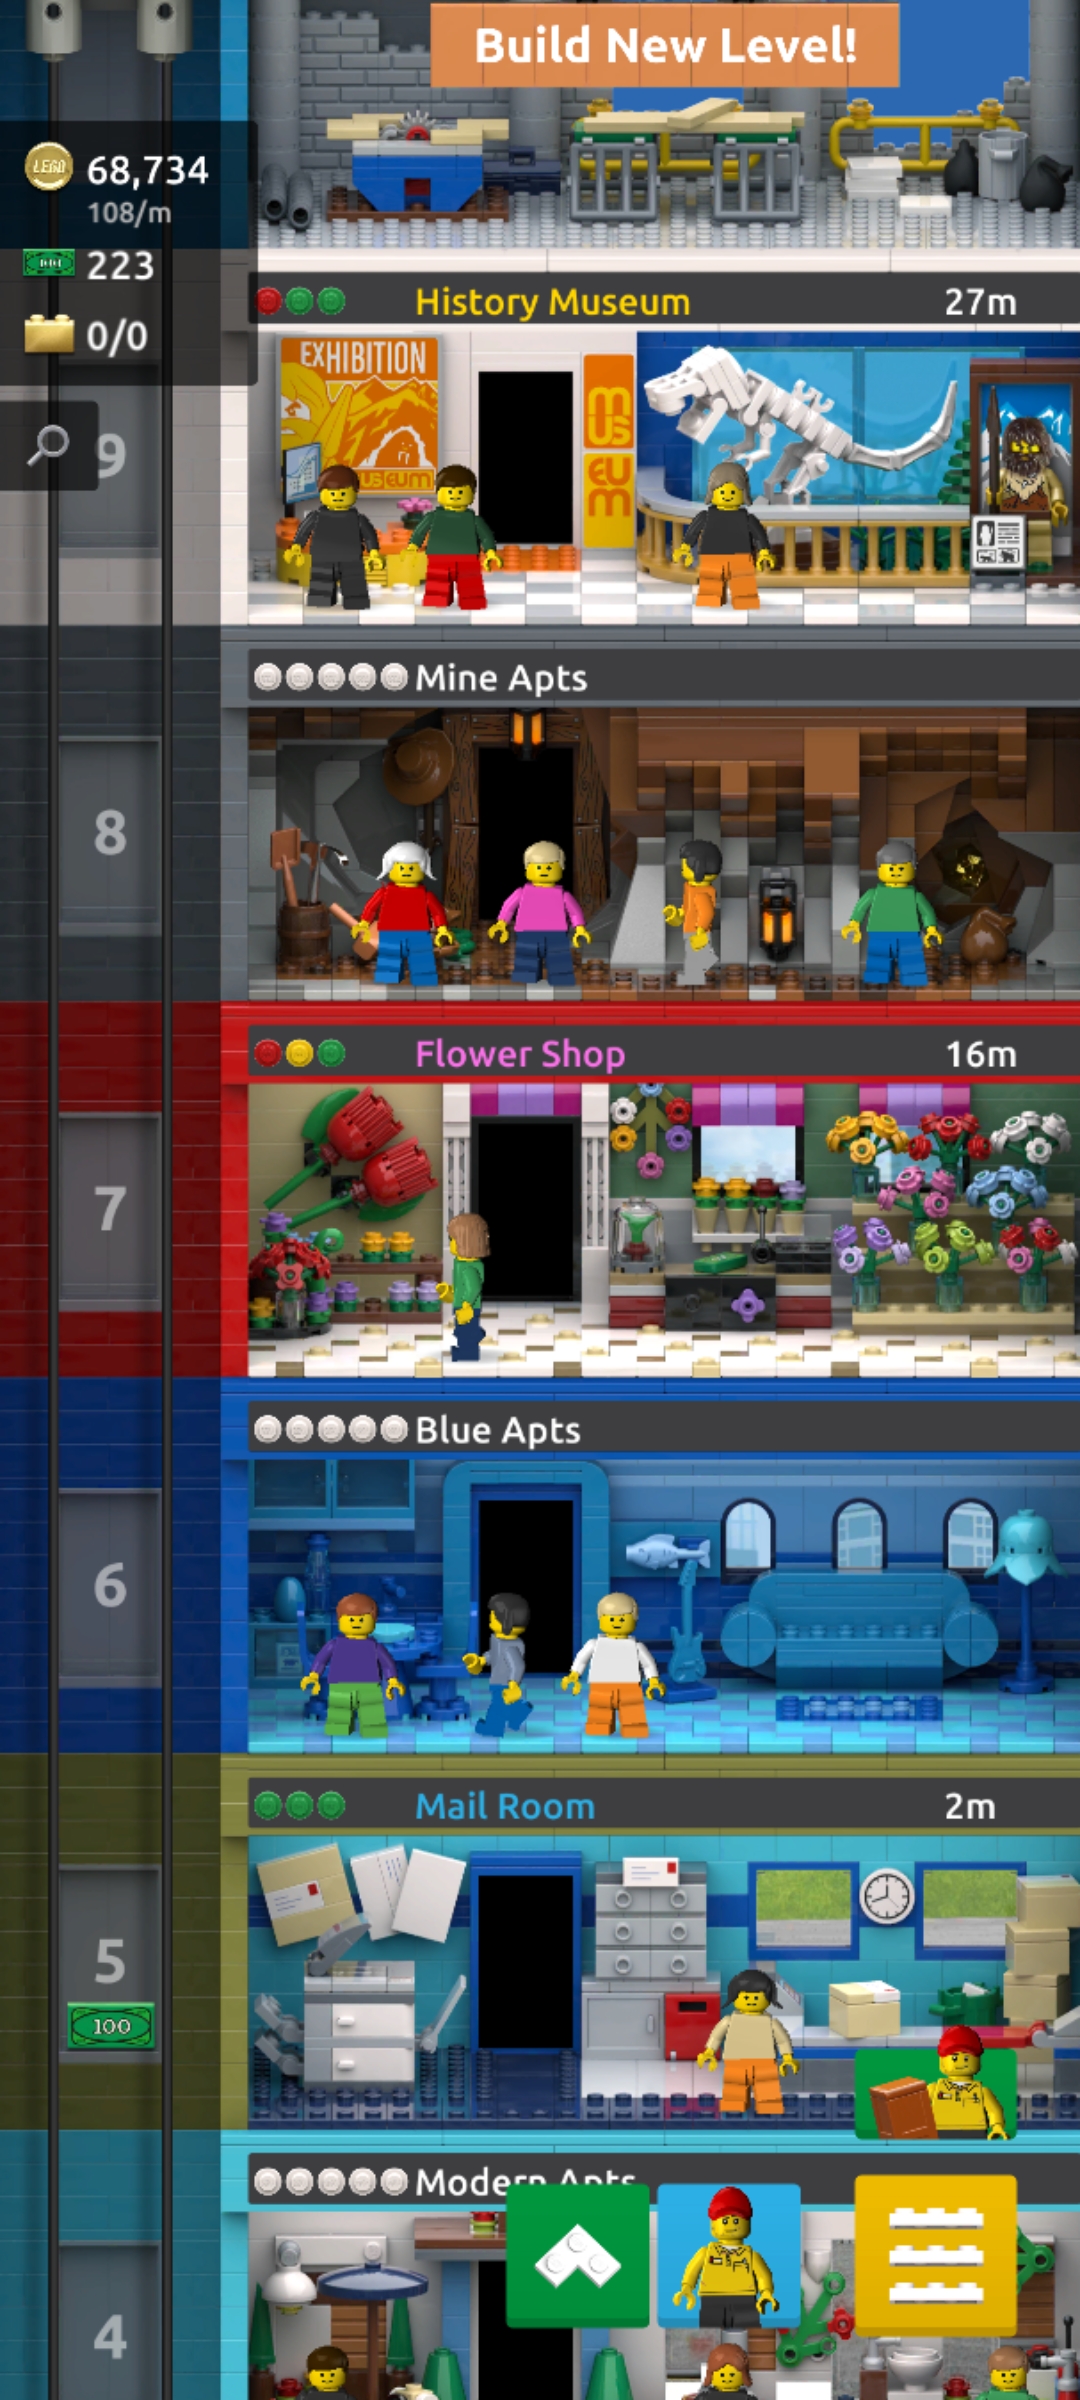 Build New Level!
LEGO 68,734
108/m
223
0/0
History Museum 27m
EXHIBITION
MUSEUM
MUS
EUM
9
Mine Apts
8
Flower Shop 16m
7
Blue Apts
6
Mail Room 2m
5
100
Modern Apts
4